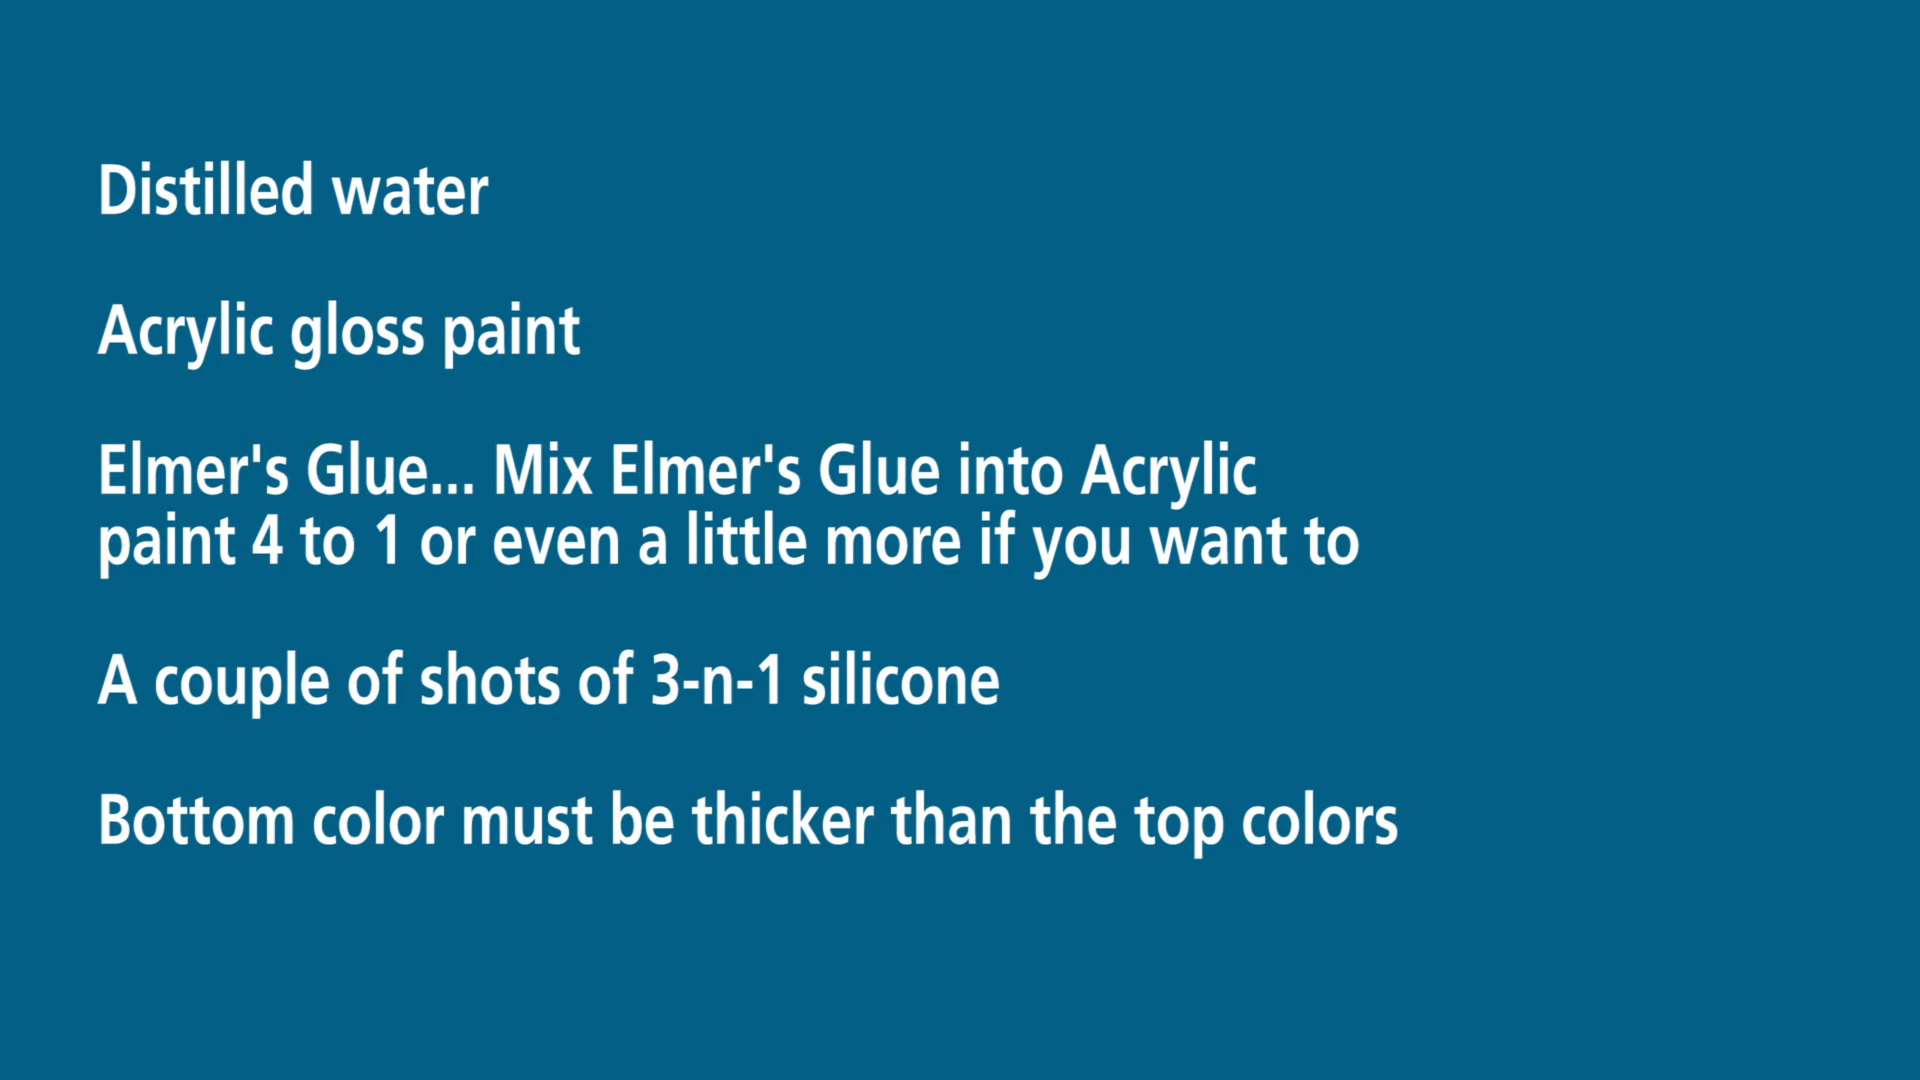 Distilled water
Acrylic gloss paint
Elmer's Glue... Mix Elmer's Glue into Acrylic
paint 4 to 1 or even a little more if you want to
A couple of shots of 3-n-1 silicone
Bottom color must be thicker than the top colors